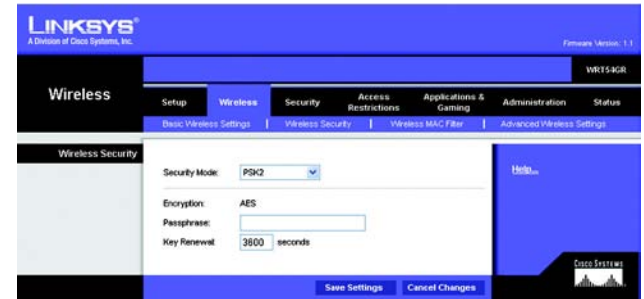 LINKSYS®
A Division of Cisco Systems, Inc.
Firmware Version: 1.1
WRT54GR
Wireless
Setup Wireless Security Access Restrictions Applications & Gaming Administration Status
Basic Wireless Settings | Wireless Security | Wireless MAC Filter | Advanced Wireless Settings
Wireless Security
Security Mode: PSK2
Help...
Encryption: AES
Passphrase:
Key Renewal: 3600 seconds
Save Settings Cancel Changes
CISCO SYSTEMS